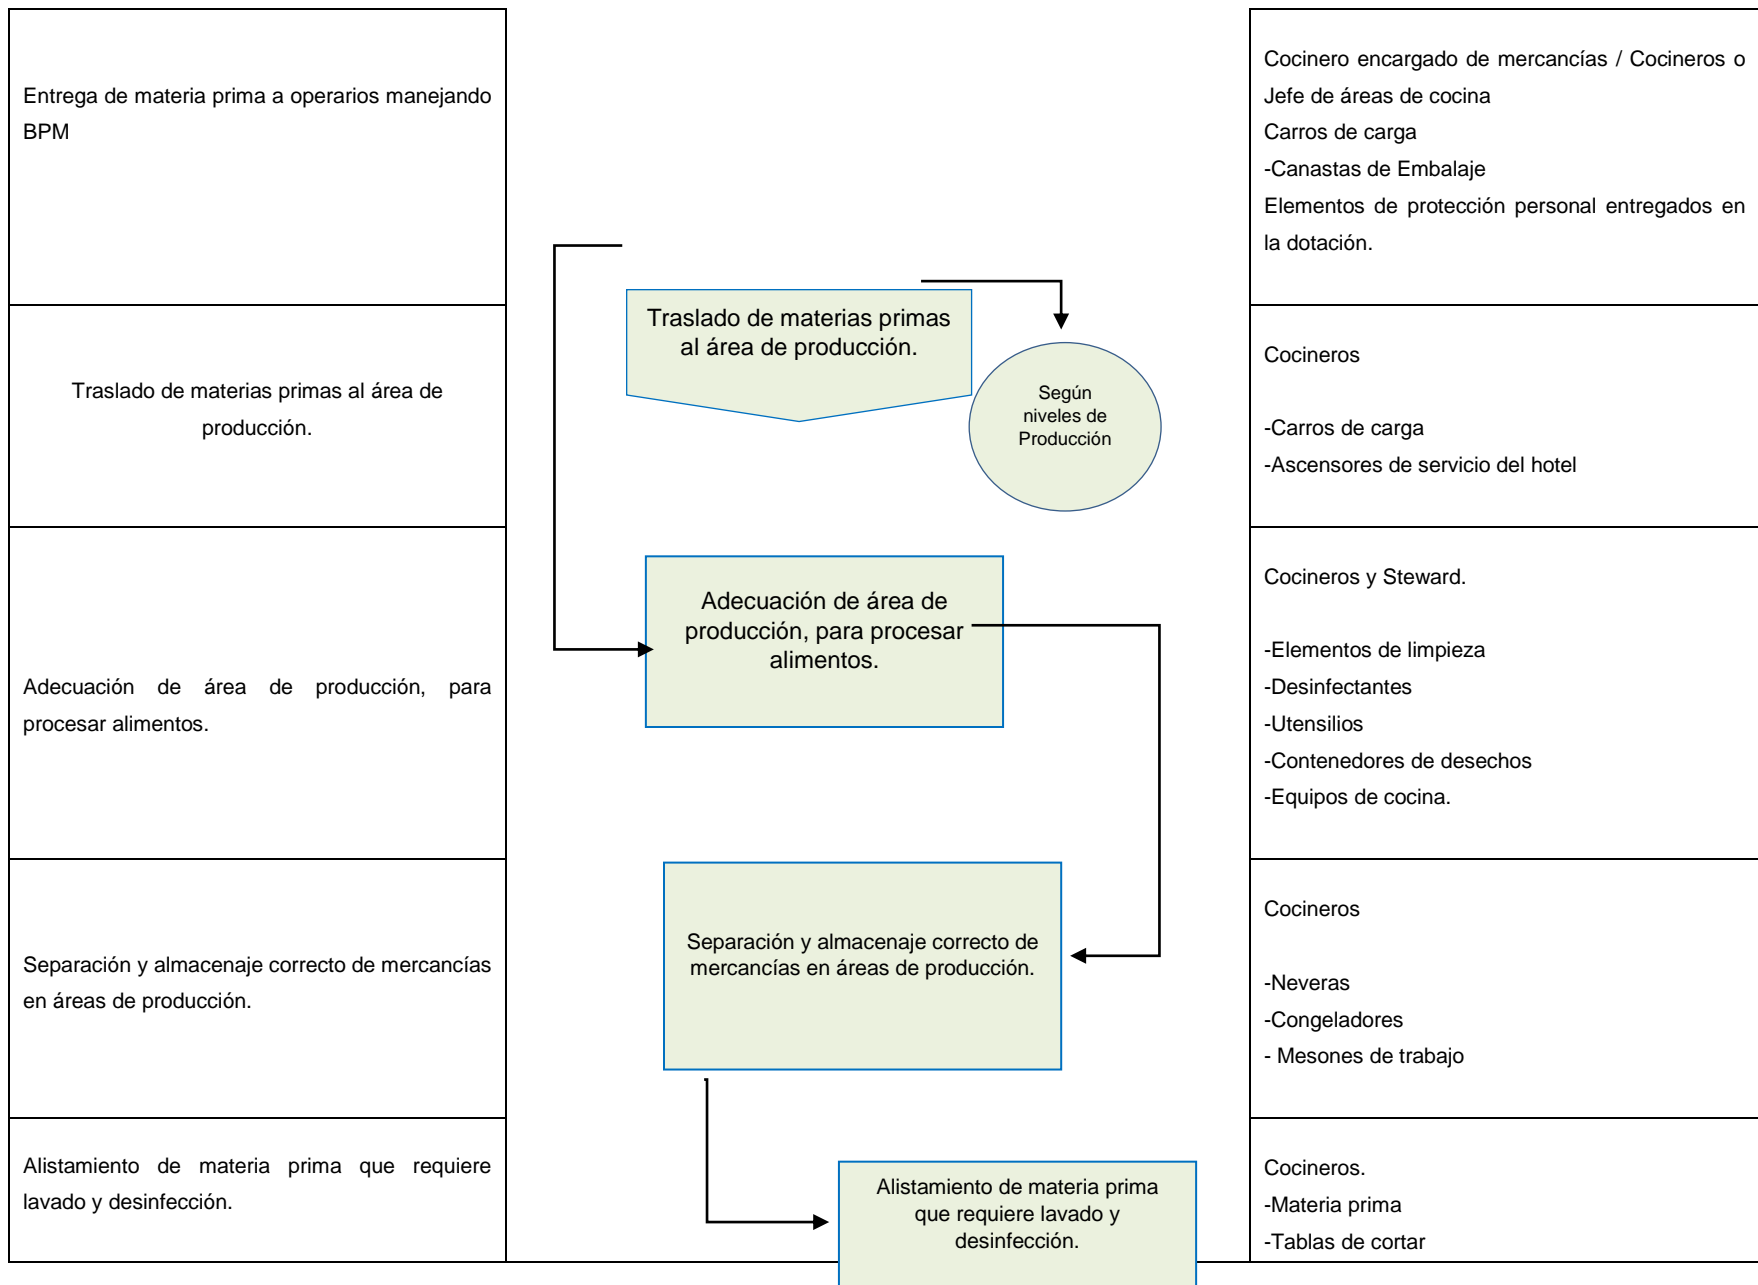 Entrega de materia prima a operarios manejando
BPM
Cocinero encargado de mercancías / Cocineros o
Jefe de áreas de cocina
Carros de carga
-Canastas de Embalaje
Elementos de protección personal entregados en
la dotación.
Traslado de materias primas al área de
producción.
Traslado de materias primas
al área de producción.
Según
niveles de
Producción
Cocineros
-Carros de carga
-Ascensores de servicio del hotel
Adecuación de área de producción, para
procesar alimentos.
Adecuación de área de
producción, para procesar
alimentos.
Cocineros y Steward.
-Elementos de limpieza
-Desinfectantes
-Utensilios
-Contenedores de desechos
-Equipos de cocina.
Separación y almacenaje correcto de mercancías
en áreas de producción.
Separación y almacenaje correcto de
mercancías en áreas de producción.
Cocineros
-Neveras
-Congeladores
- Mesones de trabajo
Alistamiento de materia prima que requiere
lavado y desinfección.
Alistamiento de materia prima
que requiere lavado y
desinfección.
Cocineros.
-Materia prima
-Tablas de cortar